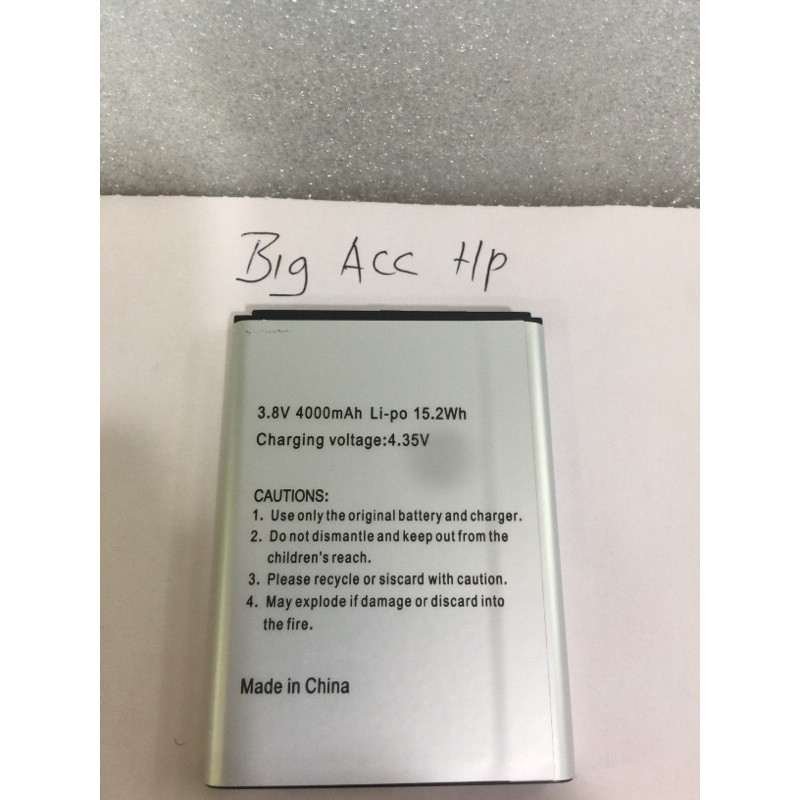 Big Acc Hp
3.8V 4000mAh Li-po 15.2Wh
Charging voltage:4.35V
CAUTIONS:
1. Use only the original battery and charger.
2. Do not dismantle and keep out from the
children's reach.
3. Please recycle or siscard with caution.
4. May explode if damage or discard into
the fire.
Made in China